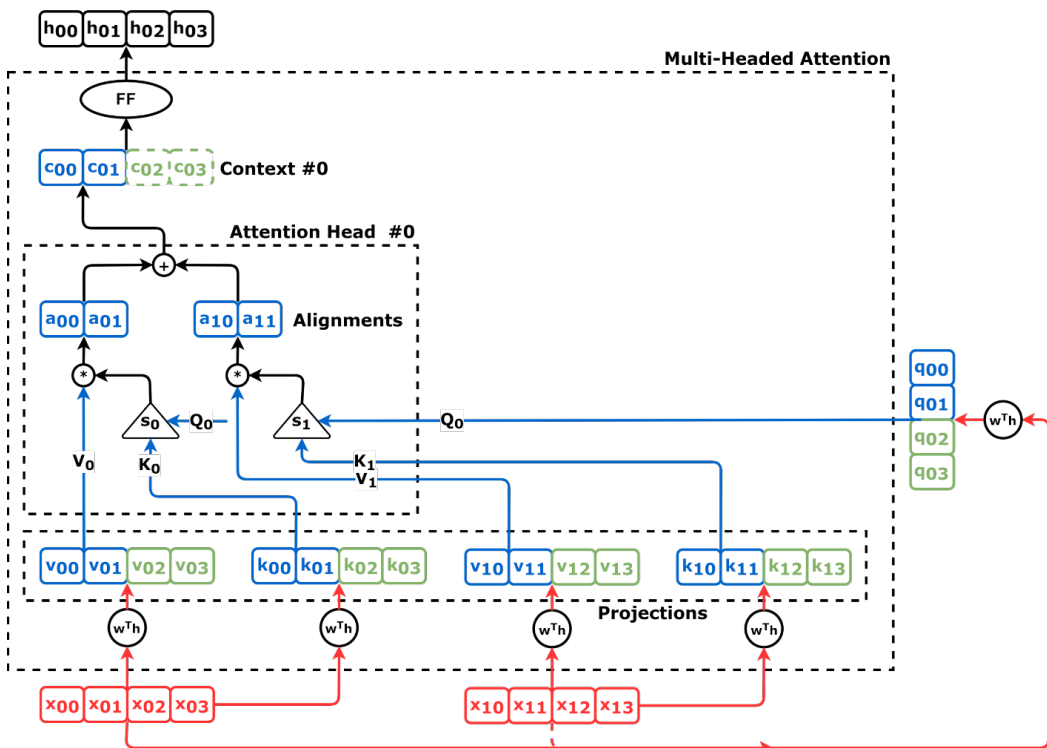 h00 h01 h02 h03
Multi-Headed Attention
FF
c00 c01 c02 c03 Context #0
Attention Head #0
+
a00 a01 a10 a11 Alignments
* *
q00
q01
q02
q03
wTh
s0 Q0 s1 Q0
V0 K0 K1
V1
v00 v01 v02 v03 k00 k01 k02 k03 v10 v11 v12 v13 k10 k11 k12 k13
Projections
wTh wTh wTh wTh
x00 x01 x02 x03 x10 x11 x12 x13